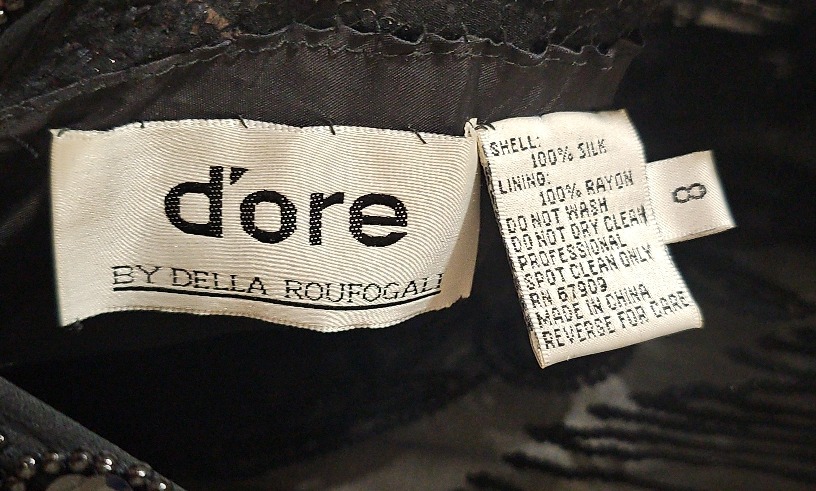 d'ore
BY DELLA ROUFOGALI
SHELL:
100% SILK
LINING:
100% RAYON
DO NOT WASH
DO NOT DRY CLEAN
PROFESSIONAL
SPOT CLEAN ONLY
RN 67909
MADE IN CHINA
REVERSE FOR CARE
8